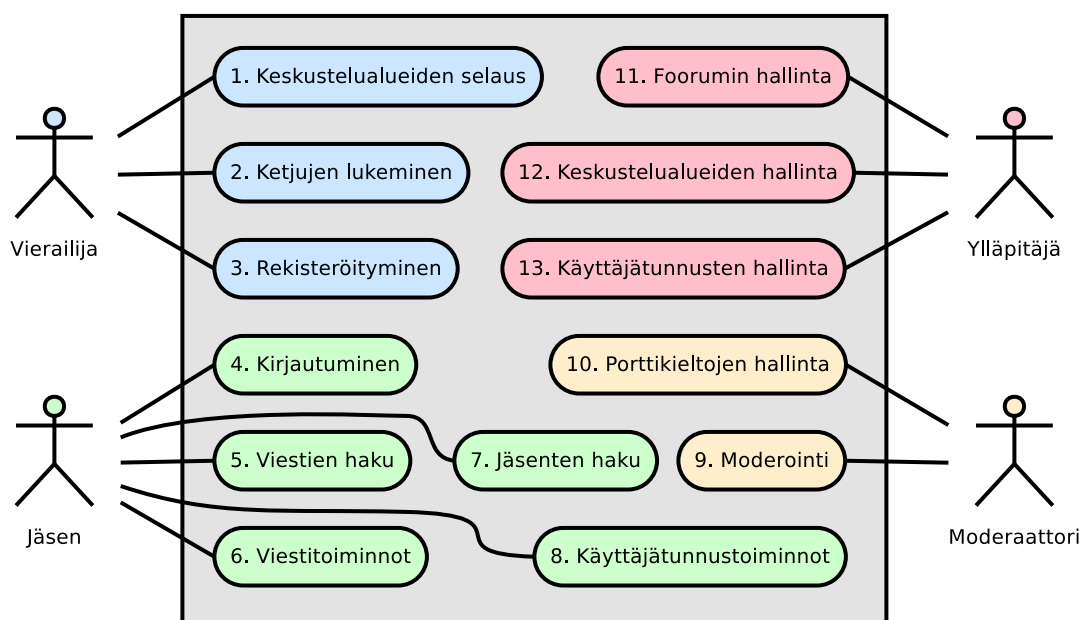 1. Keskustelualueiden selaus
11. Foorumin hallinta
2. Ketjujen lukeminen
12. Keskustelualueiden hallinta
Vierailija
Ylläpitäjä
3. Rekisteröityminen
13. Käyttäjätunnusten hallinta
4. Kirjautuminen
10. Porttikieltojen hallinta
5. Viestien haku
7. Jäsenten haku
9. Moderointi
Jäsen
Moderaattori
6. Viestitoiminnot
8. Käyttäjätunnustoiminnot